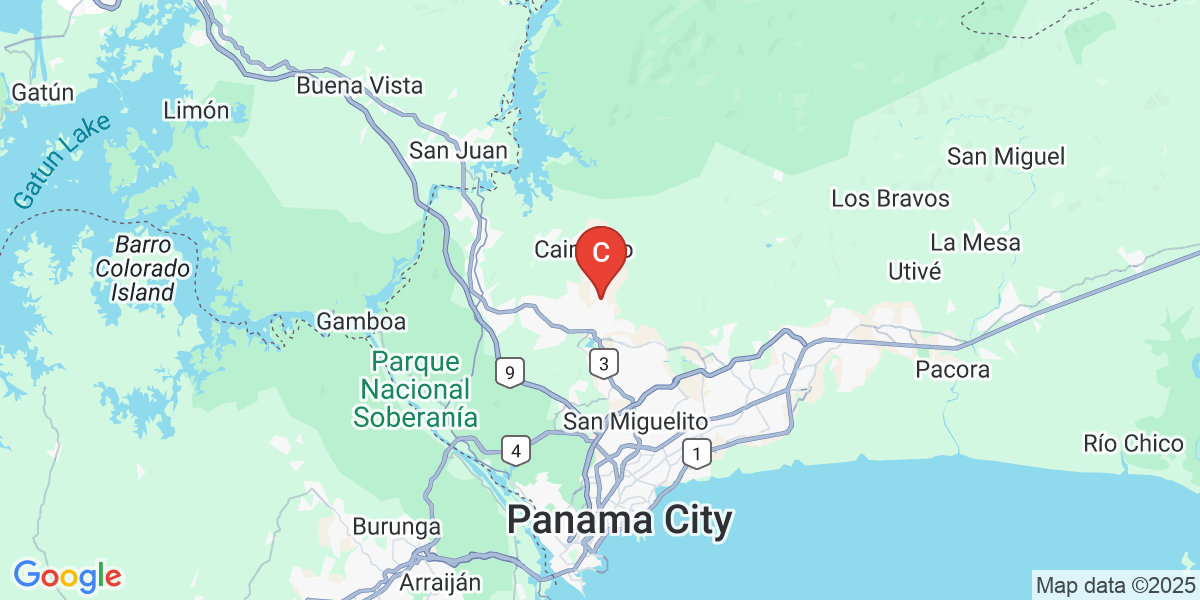 Buena Vista
Gatún
Limón
Gatun Lake
San Juan
San Miguel
Los Bravos
Barro
Colorado
Island
C
La Mesa
Utivé
Gamboa
Parque
Nacional
Soberanía
9
3
Pacora
San Miguelito
4
1
Río Chico
Panama City
Burunga
Arraiján
Google
Map data ©2025